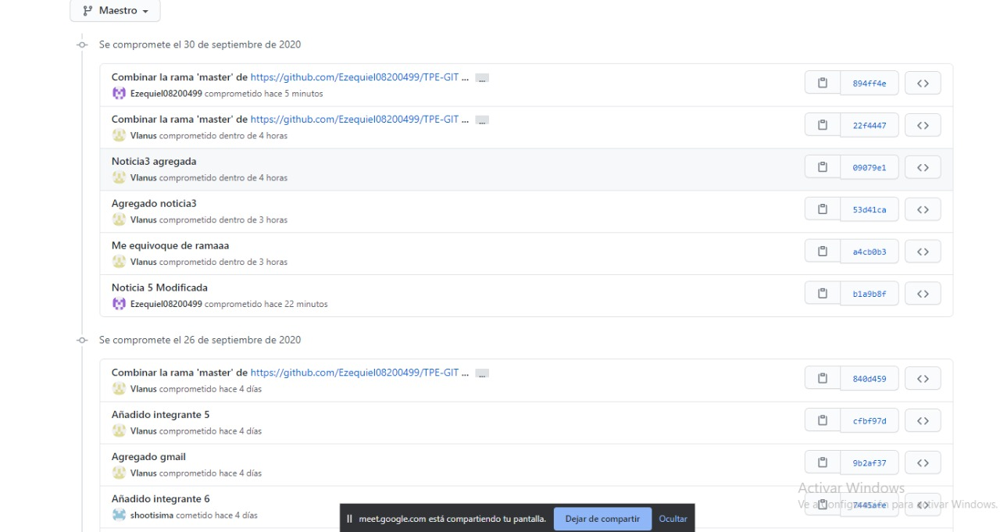 Maestro
Se compromete el 30 de septiembre de 2020
Combinar la rama 'master' de https://github.com/Ezequiel08200499/TPE-GIT ... ...
894ff4e
Ezequiel08200499 comprometido hace 5 minutos
Combinar la rama 'master' de https://github.com/Ezequiel08200499/TPE-GIT ... ...
22f4447
Vlanus comprometido dentro de 4 horas
Noticia3 agregada
09079e1
Vlanus comprometido dentro de 4 horas
Agregado noticia3
53d41ca
Vlanus comprometido dentro de 3 horas
Me equivoque de ramaaa
a4cb0b3
Vlanus comprometido dentro de 3 horas
Noticia 5 Modificada
b1a9b8f
Ezequiel08200499 comprometido hace 22 minutos
Se compromete el 26 de septiembre de 2020
Combinar la rama 'master' de https://github.com/Ezequiel08200499/TPE-GIT ... ...
840d459
Vlanus comprometido hace 4 días
Añadido integrante 5
cfbf97d
Vlanus comprometido hace 4 días
Agregado gmail
9b2af37
Vlanus comprometido hace 4 días
Añadido integrante 6
7445afe
shootisima cometido hace 4 días
Activar Windows
Ve a Configuración para activar Windows.
meet.google.com está compartiendo tu pantalla.
Dejar de compartir
Ocultar